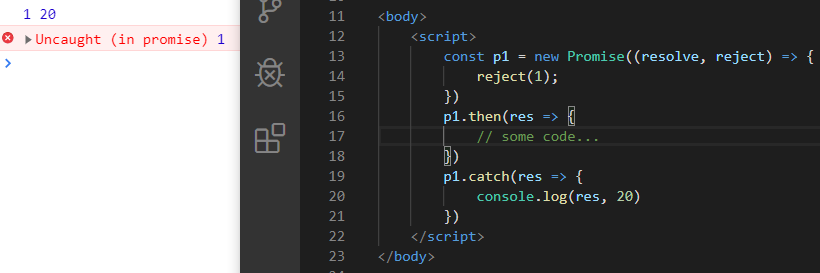 1 20
Uncaught (in promise) 1
11 <body>
12 <script>
13 const p1 = new Promise((resolve, reject) => {
14 reject(1);
15 })
16 p1.then(res => {
17 // some code...
18 })
19 p1.catch(res => {
20 console.log(res, 20)
21 })
22 </script>
23 </body>